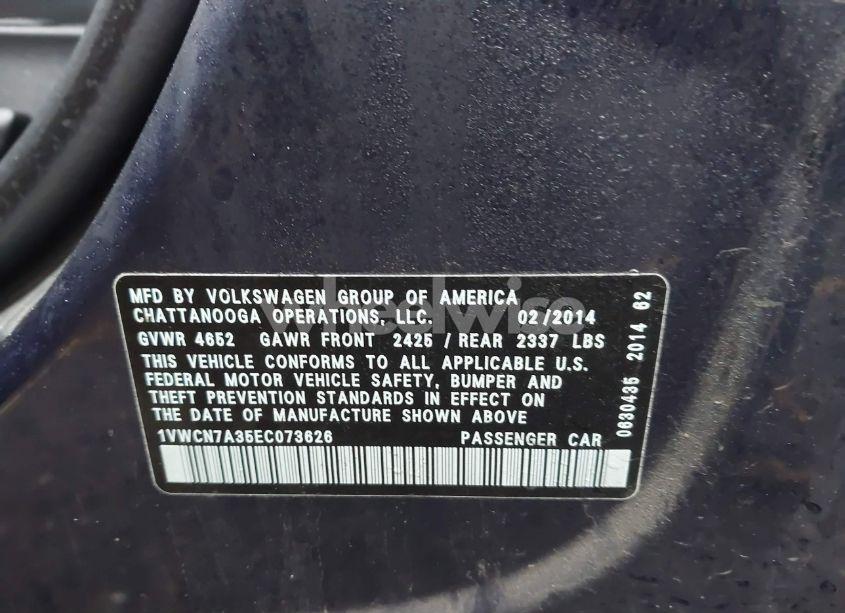 MFD BY VOLKSWAGEN GROUP OF AMERICA
CHATTANOOGA OPERATIONS, LLC. 02/2014
GVWR 4652 GAWR FRONT 2425 / REAR 2337 LBS
THIS VEHICLE CONFORMS TO ALL APPLICABLE U.S.
FEDERAL MOTOR VEHICLE SAFETY, BUMPER AND
THEFT PREVENTION STANDARDS IN EFFECT ON
THE DATE OF MANUFACTURE SHOWN ABOVE
1VWCN7A35EC073626 PASSENGER CAR
0630435 2014 62
wheelwise